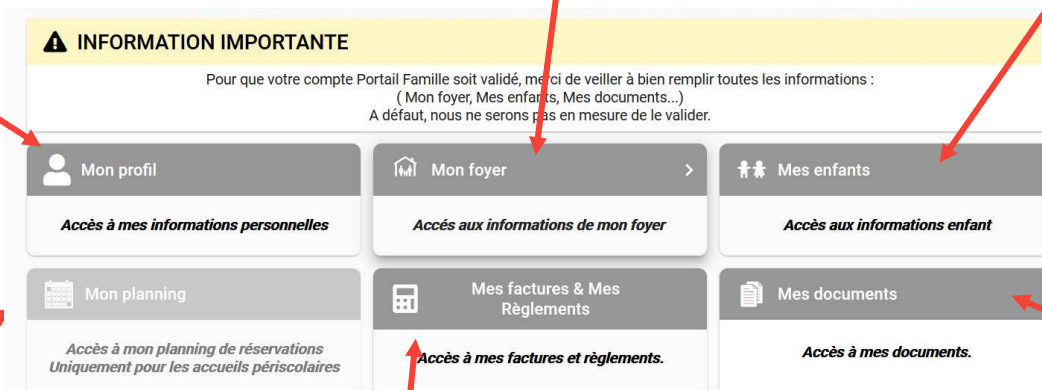 INFORMATION IMPORTANTE
Pour que votre compte Portail Famille soit validé, merci de veiller à bien remplir toutes les informations :
( Mon foyer, Mes enfants, Mes documents...)
A défaut, nous ne serons pas en mesure de le valider.
Mon profil
Accès à mes informations personnelles
Mon foyer
Accés aux informations de mon foyer
Mes enfants
Accès aux informations enfant
Mon planning
Accès à mon planning de réservations
Uniquement pour les accueils périscolaires
Mes factures & Mes
Règlements
Accès à mes factures et règlements.
Mes documents
Accès à mes documents.